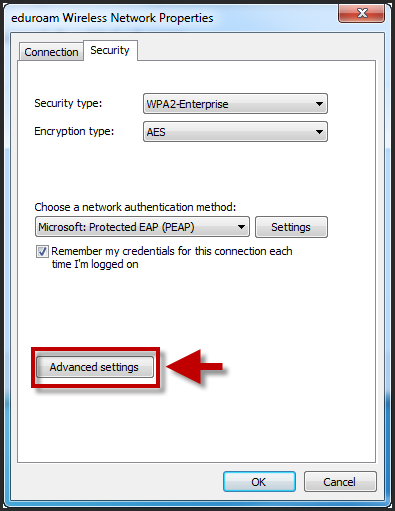 eduroam Wireless Network Properties
Connection
Security
Security type:
WPA2-Enterprise
Encryption type:
AES
Choose a network authentication method:
Microsoft: Protected EAP (PEAP)
Settings
Remember my credentials for this connection each
time I'm logged on
Advanced settings
OK
Cancel